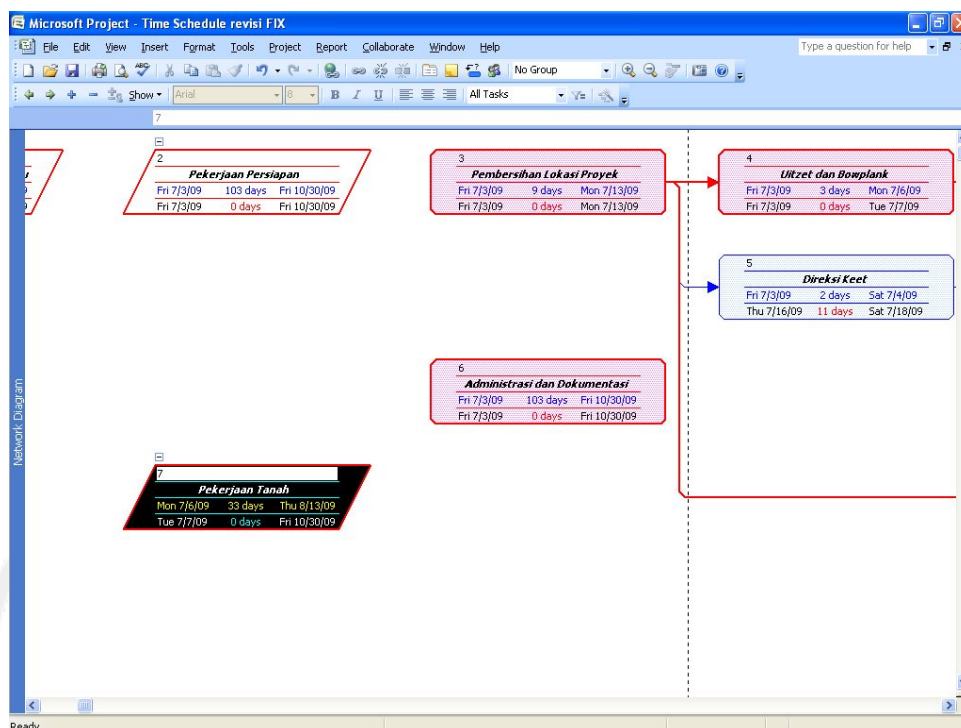 Microsoft Project - Time Schedule revisi FIX
File Edit View Insert Format Tools Project Report Collaborate Window Help Type a question for help
No Group
Show Arial 8 B I U All Tasks
7
2
Pekerjaan Persiapan
Fri 7/3/09 103 days Fri 10/30/09
Fri 7/3/09 0 days Fri 10/30/09
3
Pembersihan Lokasi Proyek
Fri 7/3/09 9 days Mon 7/13/09
Fri 7/3/09 0 days Mon 7/13/09
4
Uitzet dan Bowplank
Fri 7/3/09 3 days Mon 7/6/09
Fri 7/3/09 0 days Tue 7/7/09
5
Direksi Keet
Fri 7/3/09 2 days Sat 7/4/09
Thu 7/16/09 11 days Sat 7/18/09
6
Administrasi dan Dokumentasi
Fri 7/3/09 103 days Fri 10/30/09
Fri 7/3/09 0 days Fri 10/30/09
7
Pekerjaan Tanah
Mon 7/6/09 33 days Thu 8/13/09
Tue 7/7/09 0 days Fri 10/30/09
Network Diagram
Ready